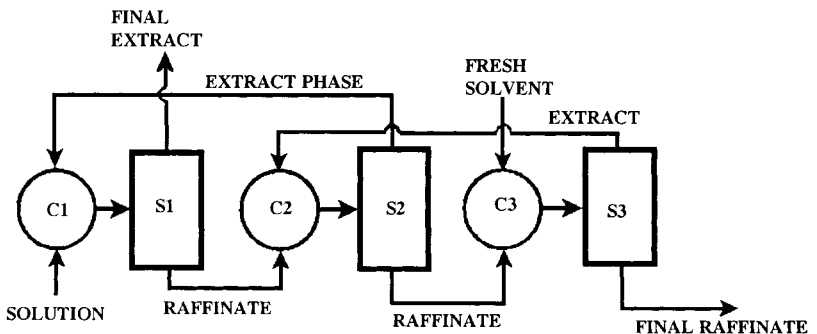 FINAL
EXTRACT
EXTRACT PHASE
FRESH
SOLVENT
EXTRACT
C1
S1
C2
S2
C3
S3
SOLUTION
RAFFINATE
RAFFINATE
FINAL RAFFINATE